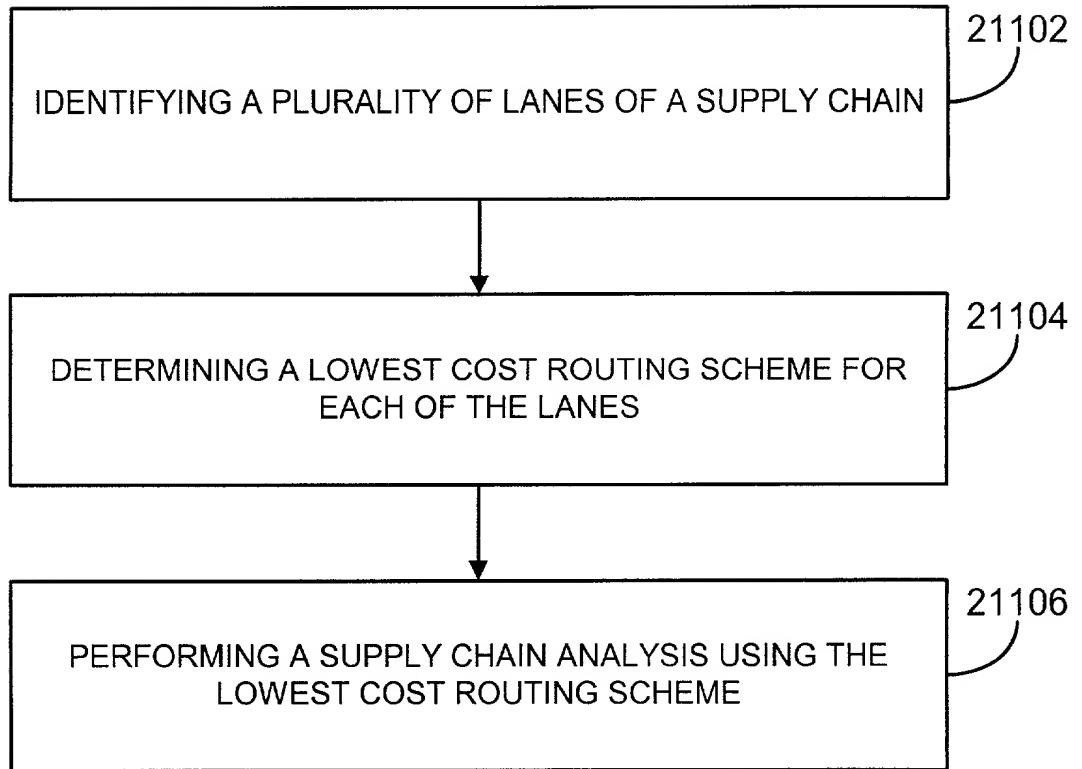 21102
IDENTIFYING A PLURALITY OF LANES OF A SUPPLY CHAIN
21104
DETERMINING A LOWEST COST ROUTING SCHEME FOR
EACH OF THE LANES
21106
PERFORMING A SUPPLY CHAIN ANALYSIS USING THE
LOWEST COST ROUTING SCHEME